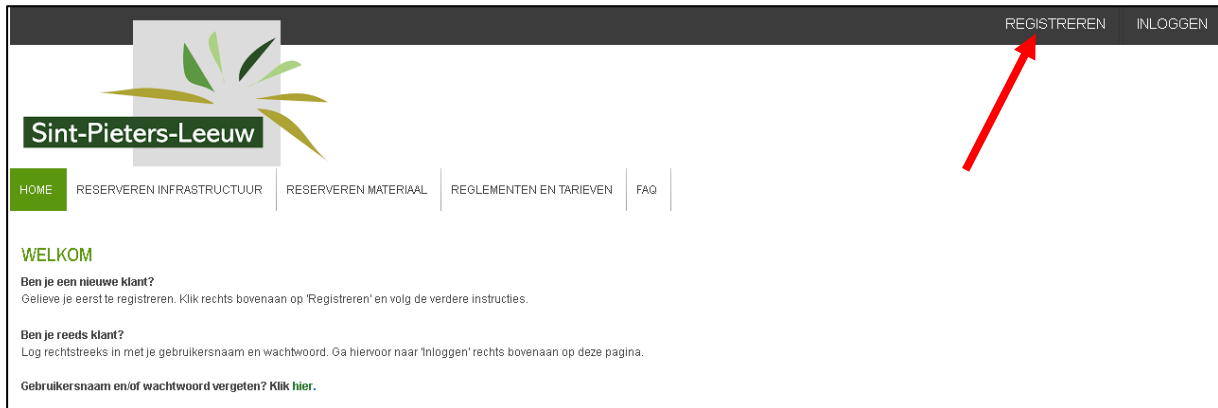 REGISTREREN INLOGGEN
Sint-Pieters-Leeuw
HOME RESERVEREN INFRASTRUCTUUR RESERVEREN MATERIAAL REGLEMENTEN EN TARIEVEN FAQ
WELKOM
Ben je een nieuwe klant?
Gelieve je eerst te registreren. Klik rechts bovenaan op 'Registreren' en volg de verdere instructies.
Ben je reeds klant?
Log rechtstreeks in met je gebruikersnaam en wachtwoord. Ga hiervoor naar 'Inloggen' rechts bovenaan op deze pagina.
Gebruikersnaam en/of wachtwoord vergeten? Klik hier.